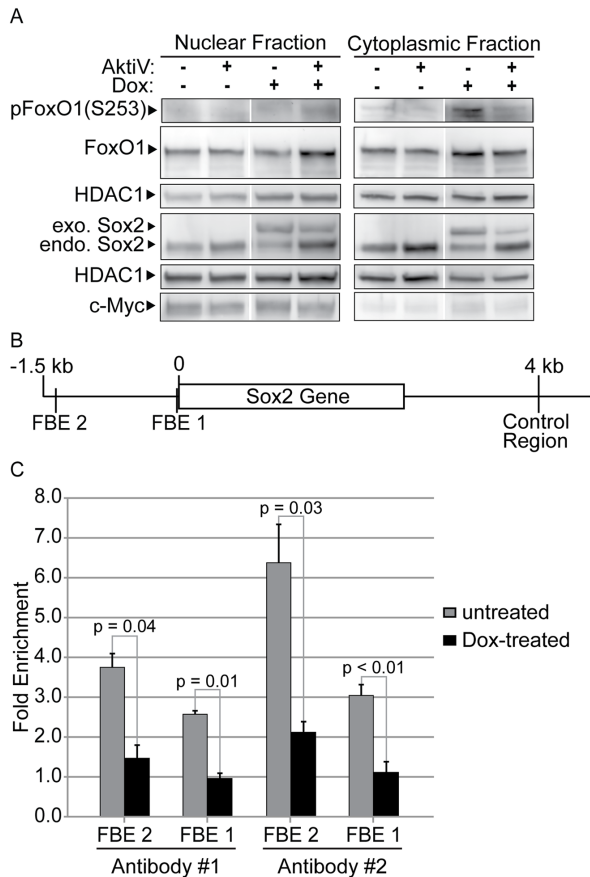 A
Nuclear Fraction Cytoplasmic Fraction
AktiV: - + - + - + - +
Dox: - - + + - - + +
pFoxO1(S253)
FoxO1
HDAC1
exo. Sox2
endo. Sox2
HDAC1
c-Myc
B
-1.5 kb 0 4 kb
Sox2 Gene
FBE 2 FBE 1 Control
Region
C
8.0
7.0
6.0
5.0
4.0
3.0
2.0
1.0
0.0
Fold Enrichment
p = 0.04
p = 0.01
p = 0.03
p < 0.01
untreated
Dox-treated
FBE 2 FBE 1 FBE 2 FBE 1
Antibody #1 Antibody #2